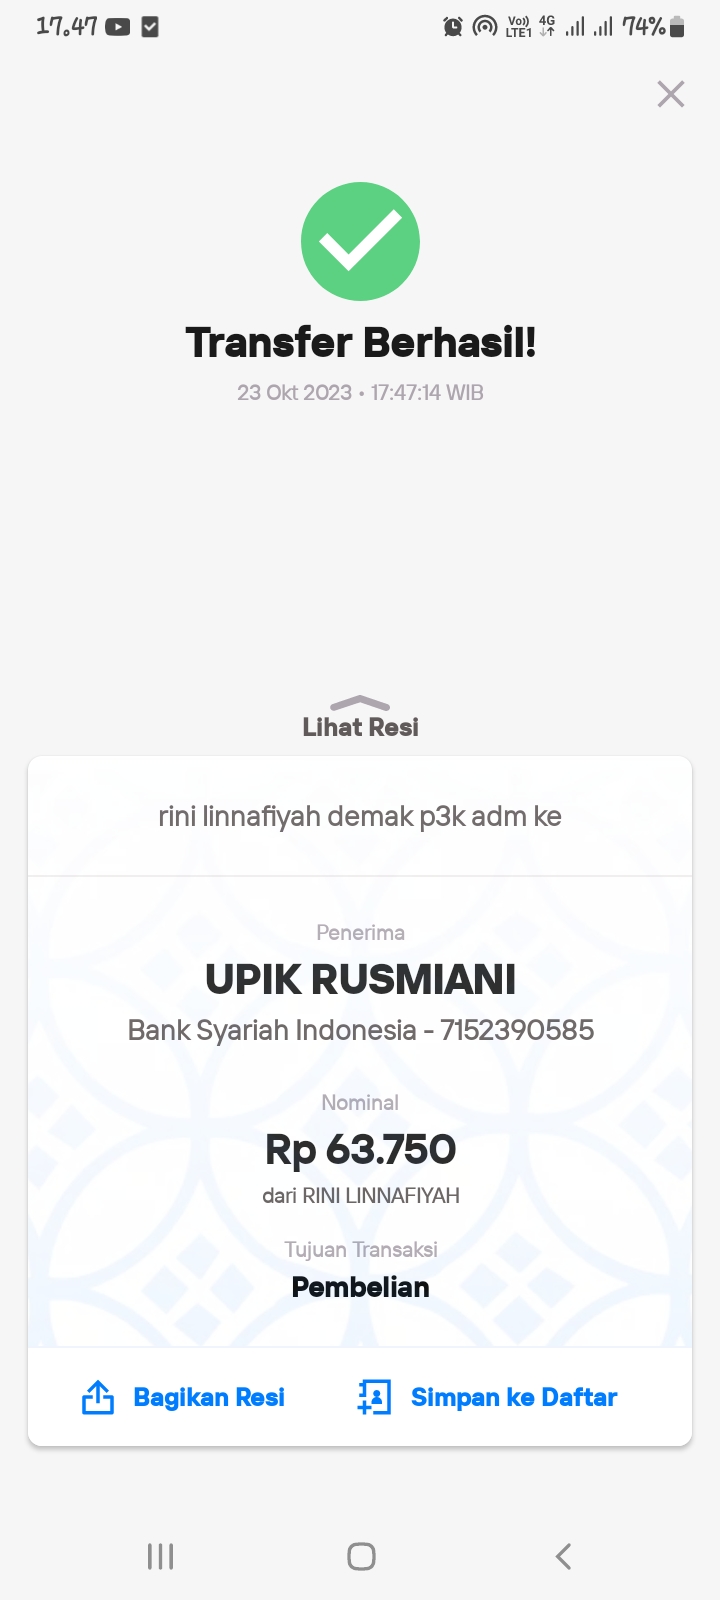 17.47
Vo))
LTE1
4G
74%
Transfer Berhasil!
23 Okt 2023 • 17:47:14 WIB
Lihat Resi
rini linnafiyah demak p3k adm ke
Penerima
UPIK RUSMIANI
Bank Syariah Indonesia - 7152390585
Nominal
Rp 63.750
dari RINI LINNAFIYAH
Tujuan Transaksi
Pembelian
Bagikan Resi
Simpan ke Daftar